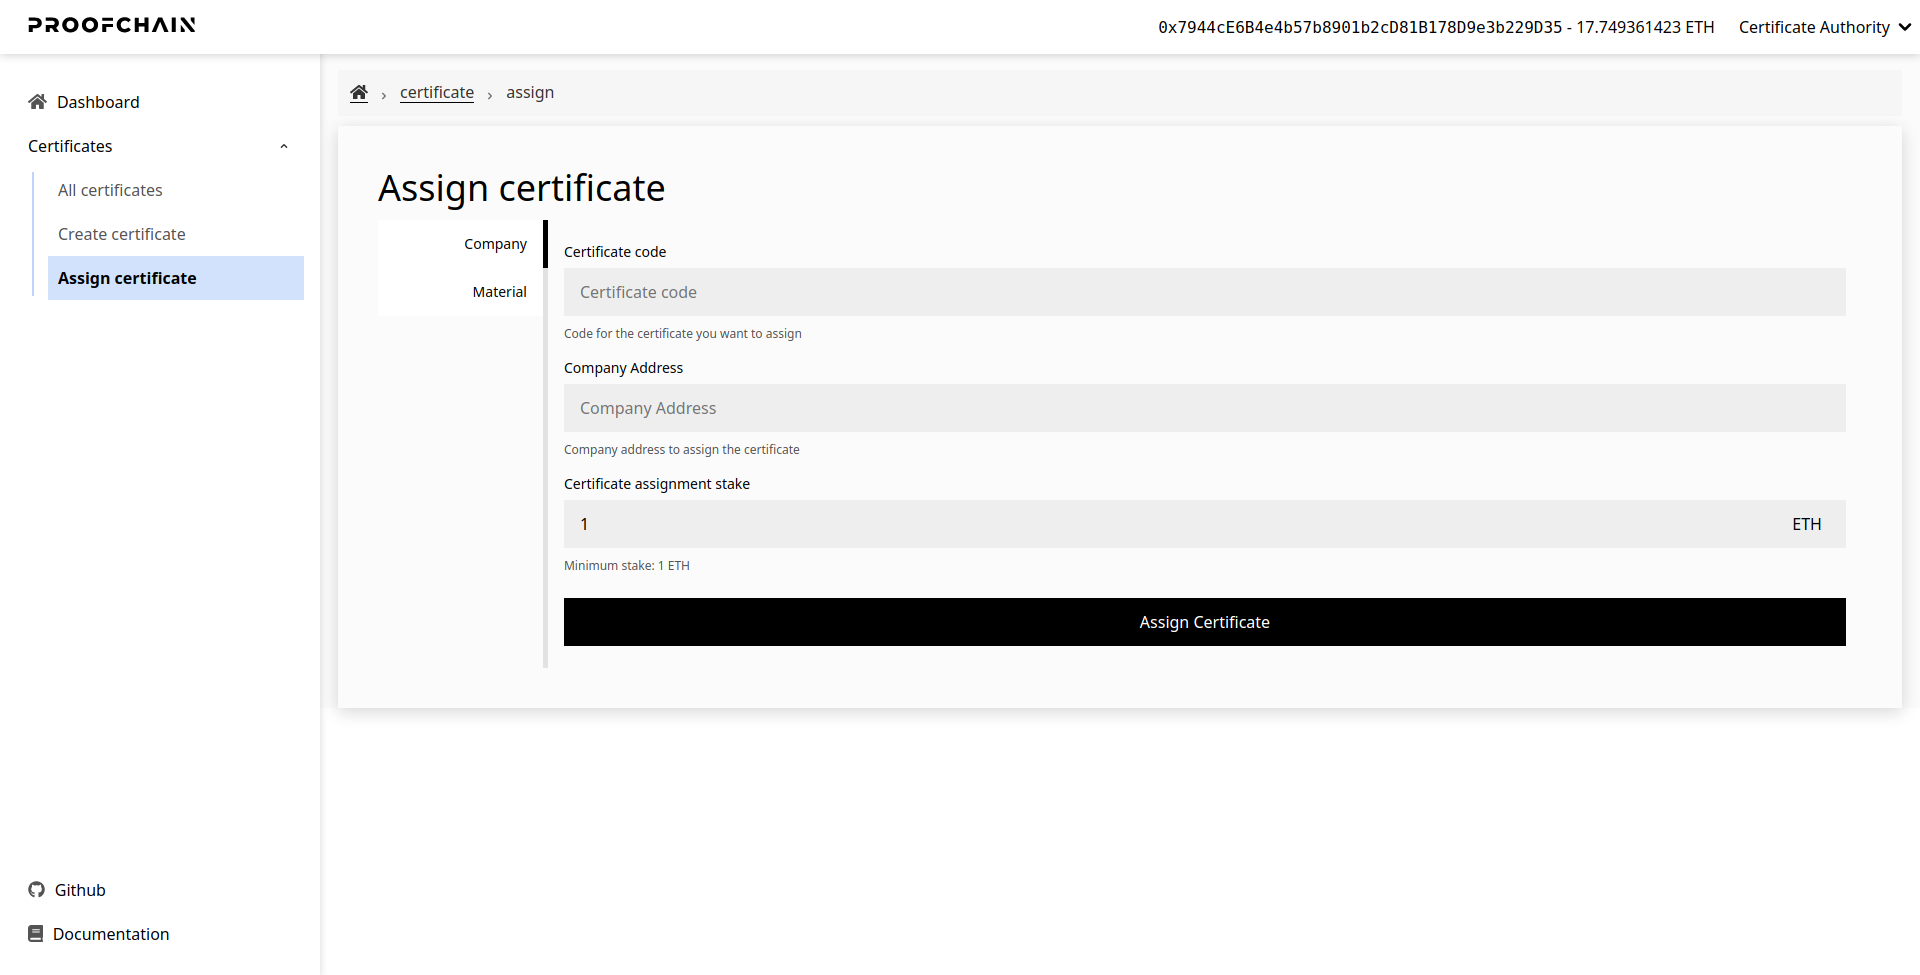 PROOFCHAIN
0x7944cE6B4e4b57b8901b2cD81B178D9e3b229D35 - 17.749361423 ETH
Certificate Authority
Dashboard
Certificates
All certificates
Create certificate
Assign certificate
Github
Documentation
certificate › assign
Assign certificate
Company
Material
Certificate code
Certificate code
Code for the certificate you want to assign
Company Address
Company Address
Company address to assign the certificate
Certificate assignment stake
1 ETH
Minimum stake: 1 ETH
Assign Certificate